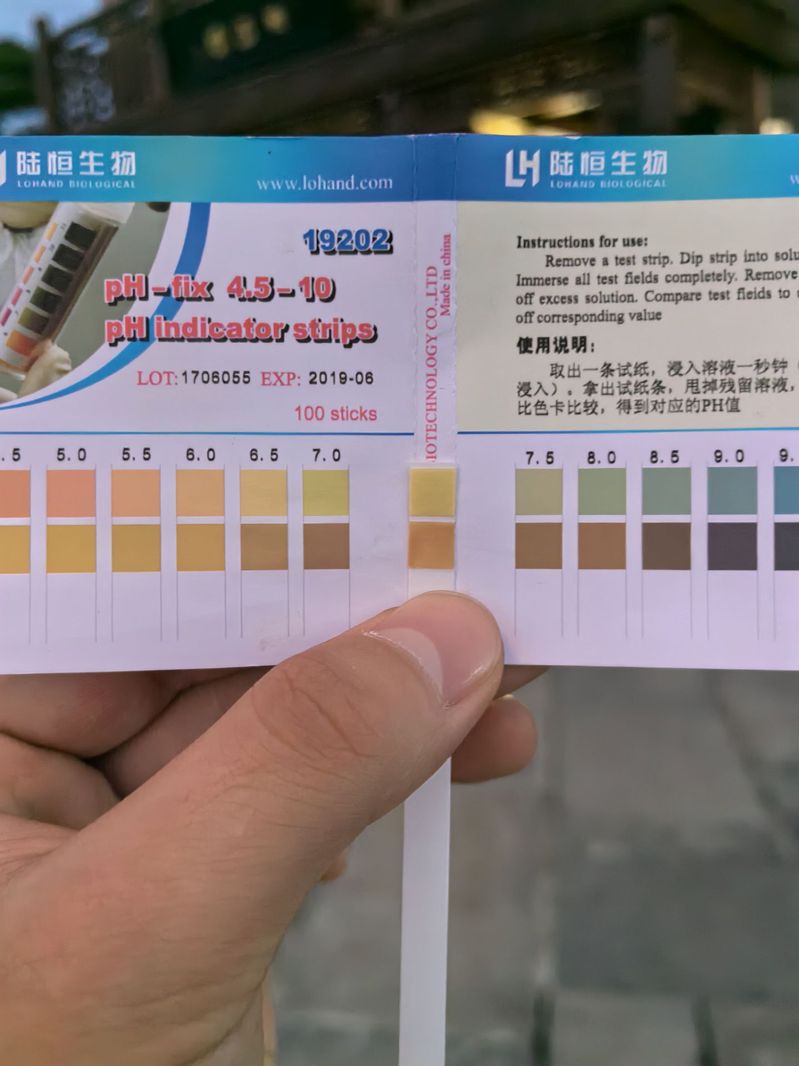 陆恒生物
LOHAND BIOLOGICAL
www.lohand.com
19202
pH-fix 4.5-10
pH indicator strips
LOT:1706055 EXP: 2019-06
100 sticks
.5 5.0 5.5 6.0 6.5 7.0
IOTECHNOLOGY CO.,LTD
Made in china
LH 陆恒生物
LOHAND BIOLOGICAL
w
Instructions for use:
Remove a test strip. Dip strip into solu
Immerse all test fields completely. Remove
off excess solution. Compare test fields to
off corresponding value
使用说明:
取出一条试纸，浸入溶液一秒钟（
浸入）。拿出试纸条，甩掉残留溶液，
比色卡比较，得到对应的PH值
7.5 8.0 8.5 9.0 9.